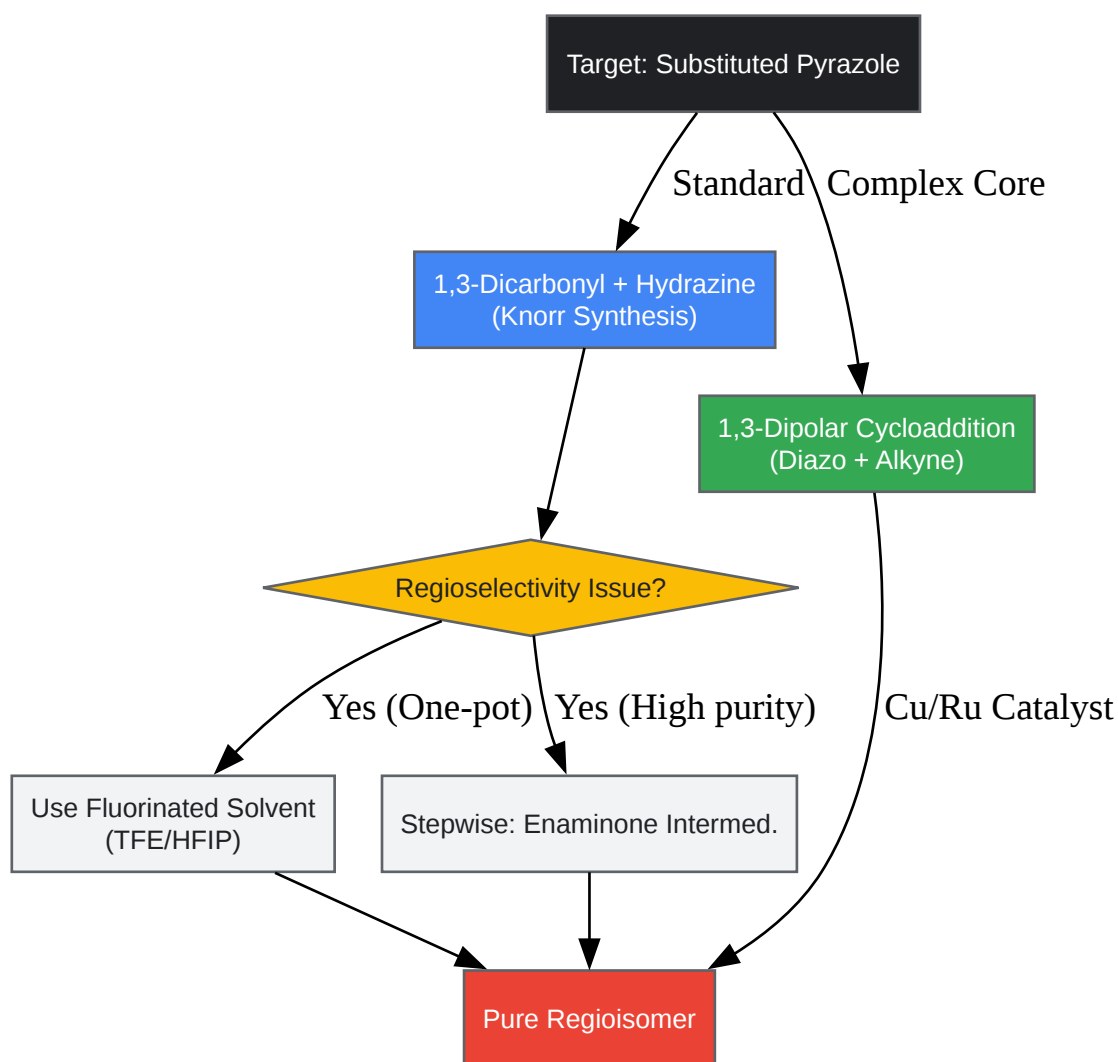 Target: Substituted Pyrazole
Standard
Complex Core
1,3-Dicarbonyl + Hydrazine
(Knorr Synthesis)
1,3-Dipolar Cycloaddition
(Diazo + Alkyne)
Regioselectivity Issue?
Yes (One-pot)
Yes (High purity)
Cu/Ru Catalyst
Use Fluorinated Solvent
(TFE/HFIP)
Stepwise: Enaminone Intermed.
Pure Regioisomer